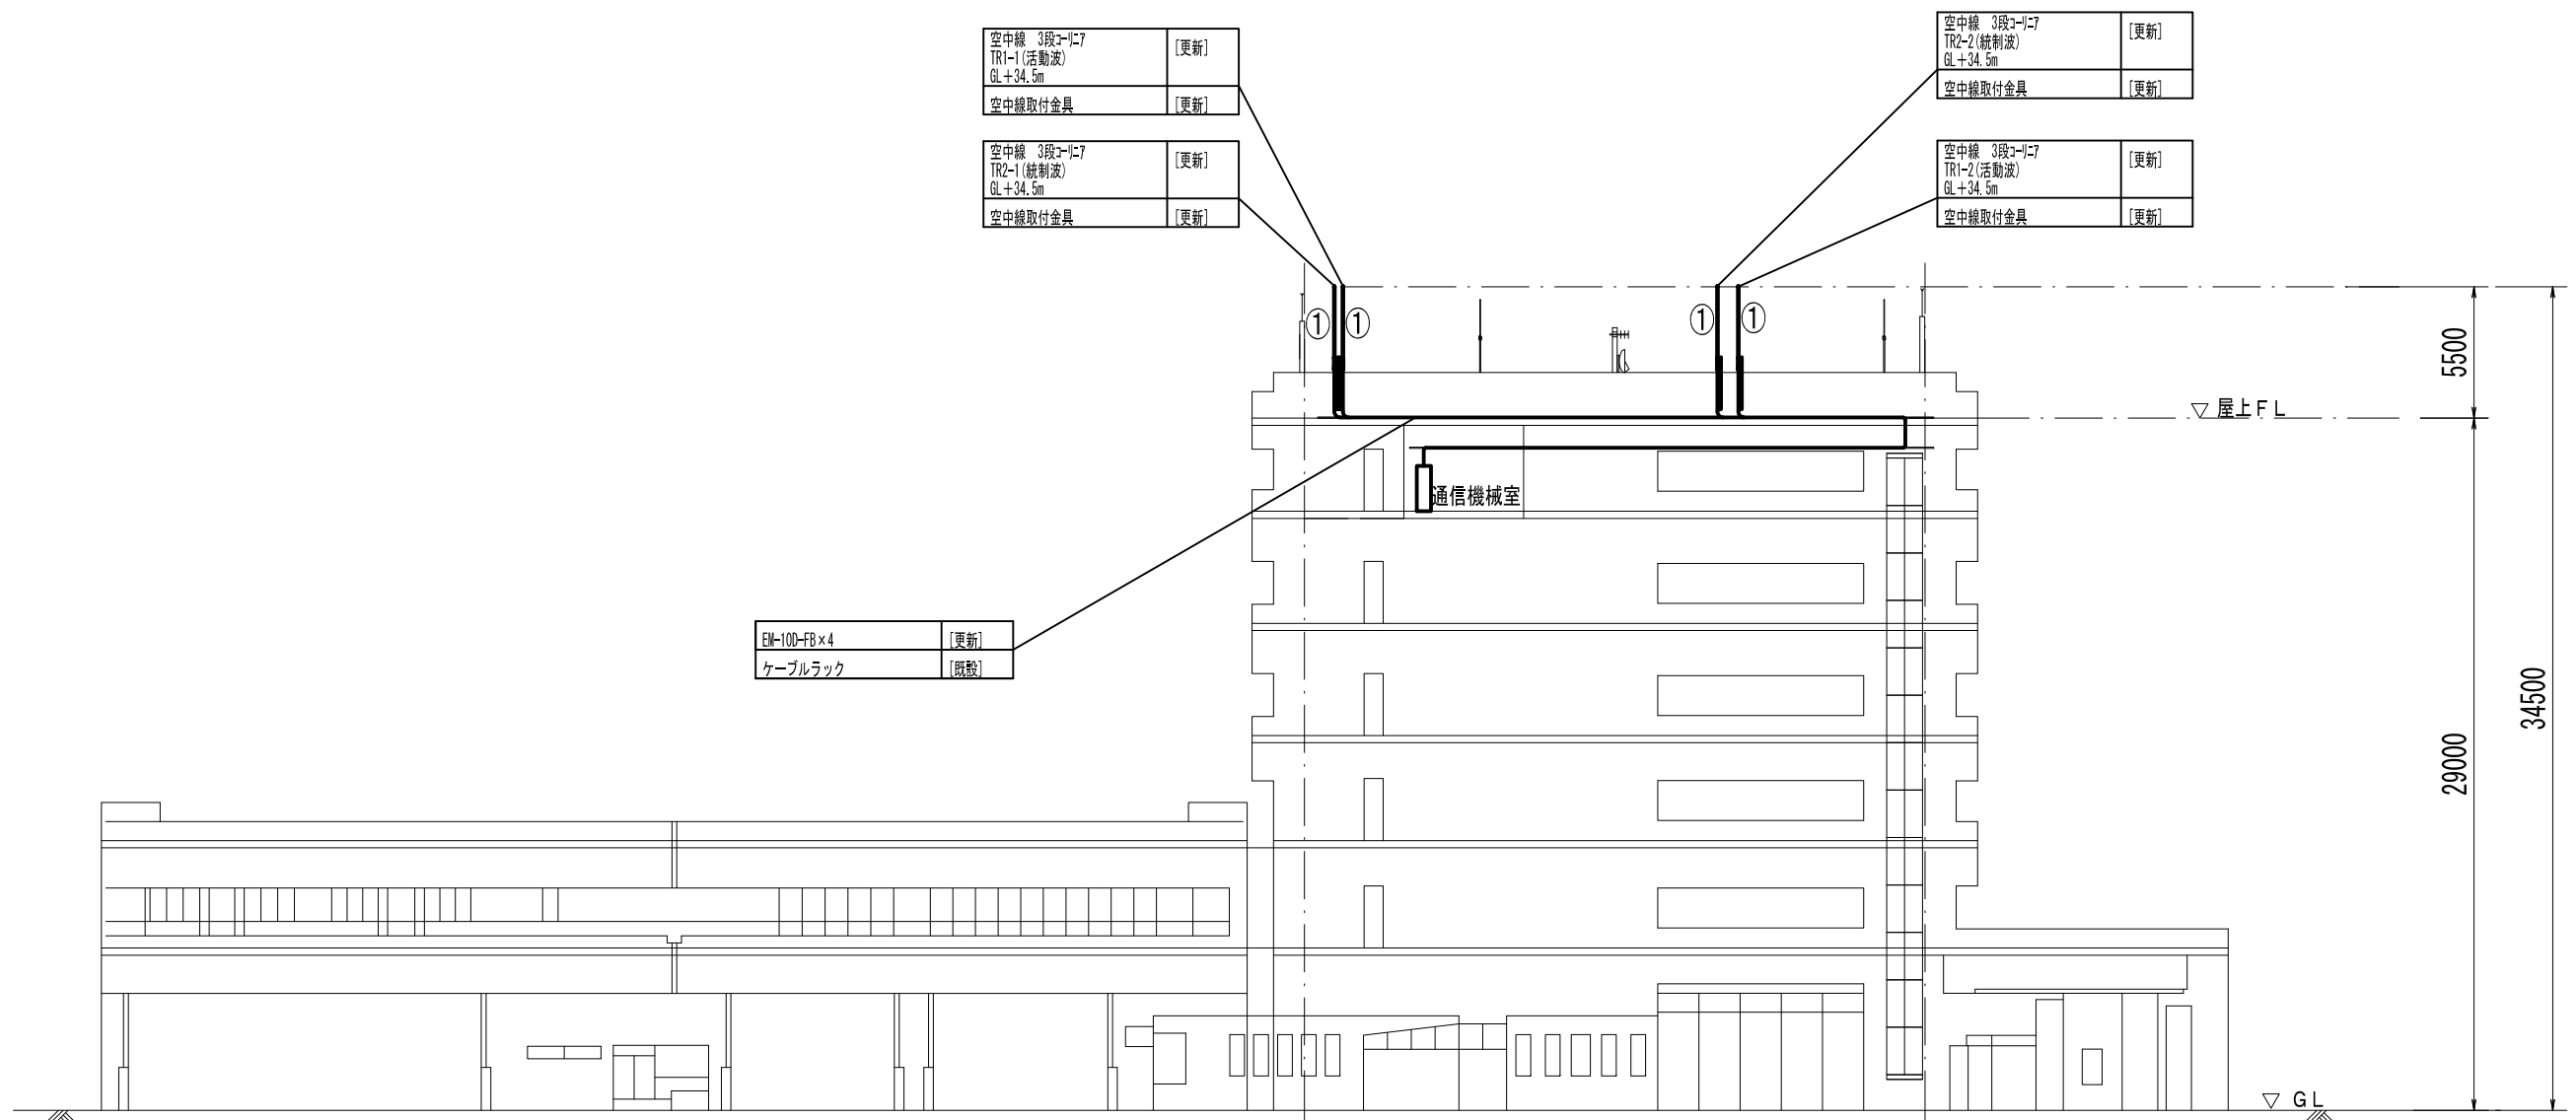 空中線 3段コーリニア [更新]
TR1-1(活動波)
GL+34.5m
空中線取付金具 [更新]
空中線 3段コーリニア [更新]
TR2-1(統制波)
GL+34.5m
空中線取付金具 [更新]
空中線 3段コーリニア [更新]
TR2-2(統制波)
GL+34.5m
空中線取付金具 [更新]
空中線 3段コーリニア [更新]
TR1-2(活動波)
GL+34.5m
空中線取付金具 [更新]
① ① ① ①
5500
▽ 屋上FL
通信機械室
EM-10D-FB×4 [更新]
ケーブルラック [既設]
34500
29000
▽ GL